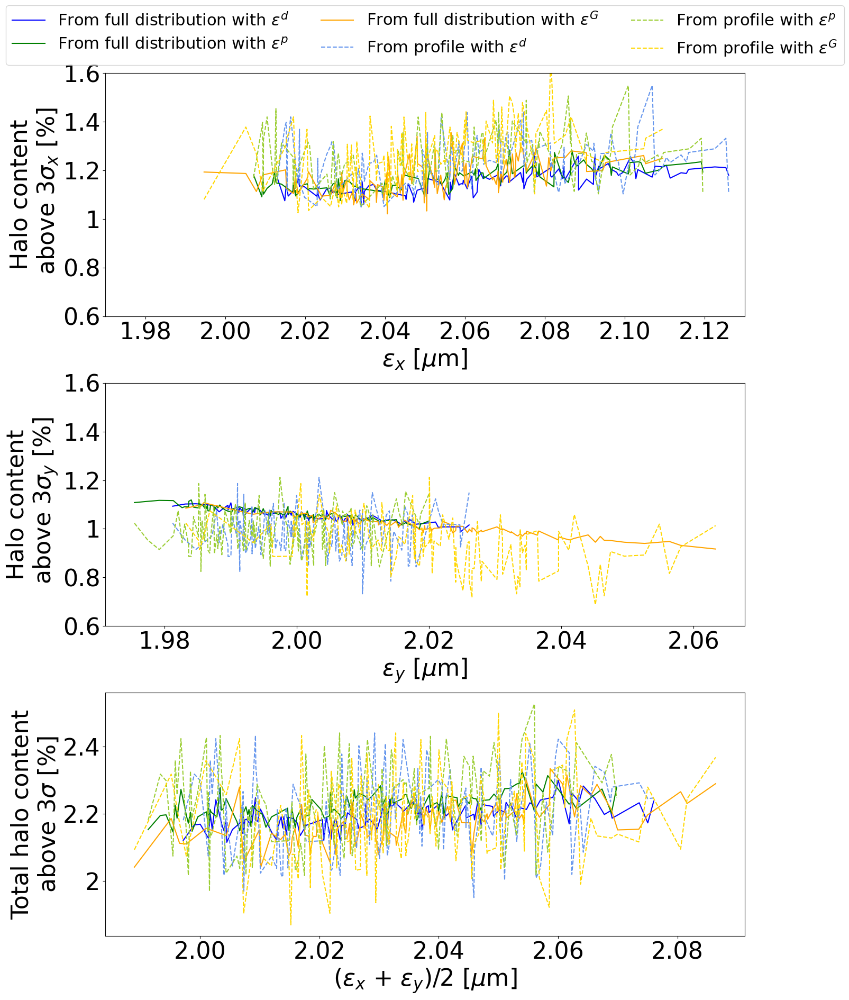 From full distribution with ε^d
From full distribution with ε^p
From full distribution with ε^G
From profile with ε^d
From profile with ε^p
From profile with ε^G
Halo content
above 3σ_x [%]
1.6
1.4
1.2
1
0.8
0.6
1.98 2.00 2.02 2.04 2.06 2.08 2.10 2.12
ε_x [μm]
Halo content
above 3σ_y [%]
1.6
1.4
1.2
1
0.8
0.6
1.98 2.00 2.02 2.04 2.06
ε_y [μm]
Total halo content
above 3σ [%]
2.4
2.2
2
2.00 2.02 2.04 2.06 2.08
(ε_x + ε_y)/2 [μm]